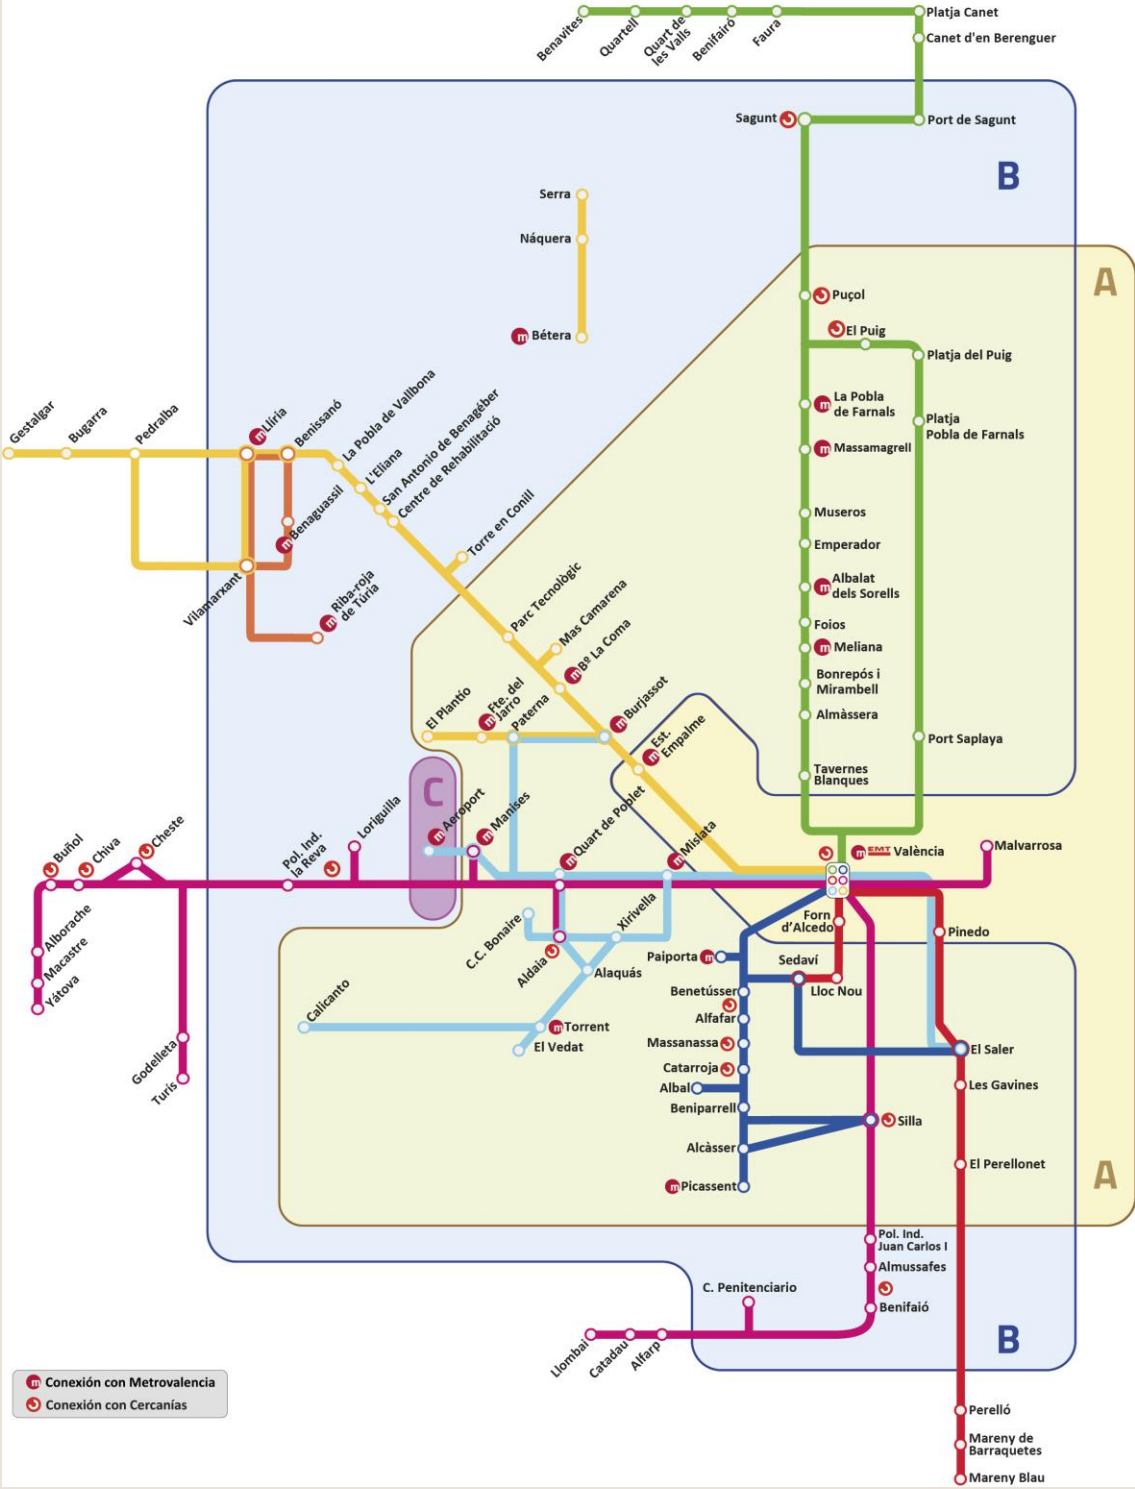 Benavites
Quartell
Quart de
les Valls
Benifairó
Faura
Platja Canet
Canet d'en Berenguer
Sagunt
Port de Sagunt
B
Serra
Náquera
m Bétera
A
Puçol
El Puig
Platja del Puig
m La Pobla
de Farnals
Platja
Pobla de Farnals
m Massamagrell
Museros
Emperador
m Albalat
dels Sorells
Foios
m Meliana
Bonrepós i
Mirambell
Almàssera
Port Saplaya
Tavernes
Blanques
Gestalgar
Bugarra
Pedralba
m Llíria
Benissanó
La Pobla de Vallbona
L'Eliana
San Antonio de Benagéber
Centre de Rehabilitació
m Benaguassil
Vilamarxant
m Riba-roja
de Túria
Torre en Conill
Parc Tecnològic
Mas Camarena
m Bº La Coma
El Plantío
m Fte. del
Jarro
Paterna
m Burjassot
m Est.
Empalme
C
m Aeroport
m Manises
m Quart de Poblet
m Mislata
m EMT València
Malvarrosa
Buñol
Chiva
Cheste
Pol. Ind.
la Reva
Loriguilla
Alborache
Macastre
Yátova
Godelleta
Turís
C.C. Bonaire
Aldaia
Xirivella
Alaquás
Calicanto
m Torrent
El Vedat
Forn
d'Alcedo
Pinedo
Paiporta m
Sedaví
Lloc Nou
Benetússer
Alfafar
Massanassa
Catarroja
Albal
Beniparrell
Alcàsser
m Picassent
El Saler
Les Gavines
Silla
El Perellonet
A
Pol. Ind.
Juan Carlos I
Almussafes
Benifaió
C. Penitenciario
Llombai
Catadau
Alfarp
B
Perelló
Mareny de
Barraquetes
Mareny Blau
m Conexión con Metrovalencia
Conexión con Cercanías